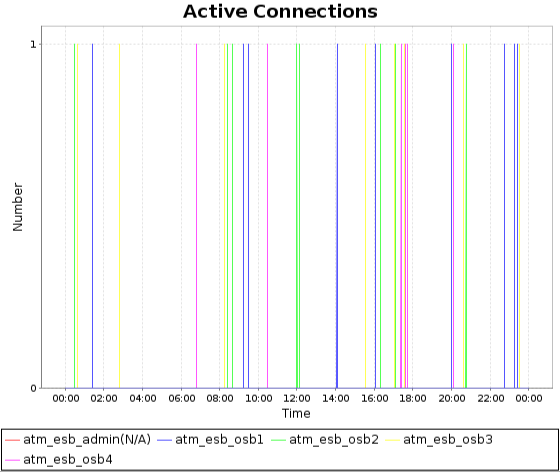 Active Connections
1
Number
0
00:00 02:00 04:00 06:00 08:00 10:00 12:00 14:00 16:00 18:00 20:00 22:00 00:00
Time
atm_esb_admin(N/A) atm_esb_osb1 atm_esb_osb2 atm_esb_osb3
atm_esb_osb4